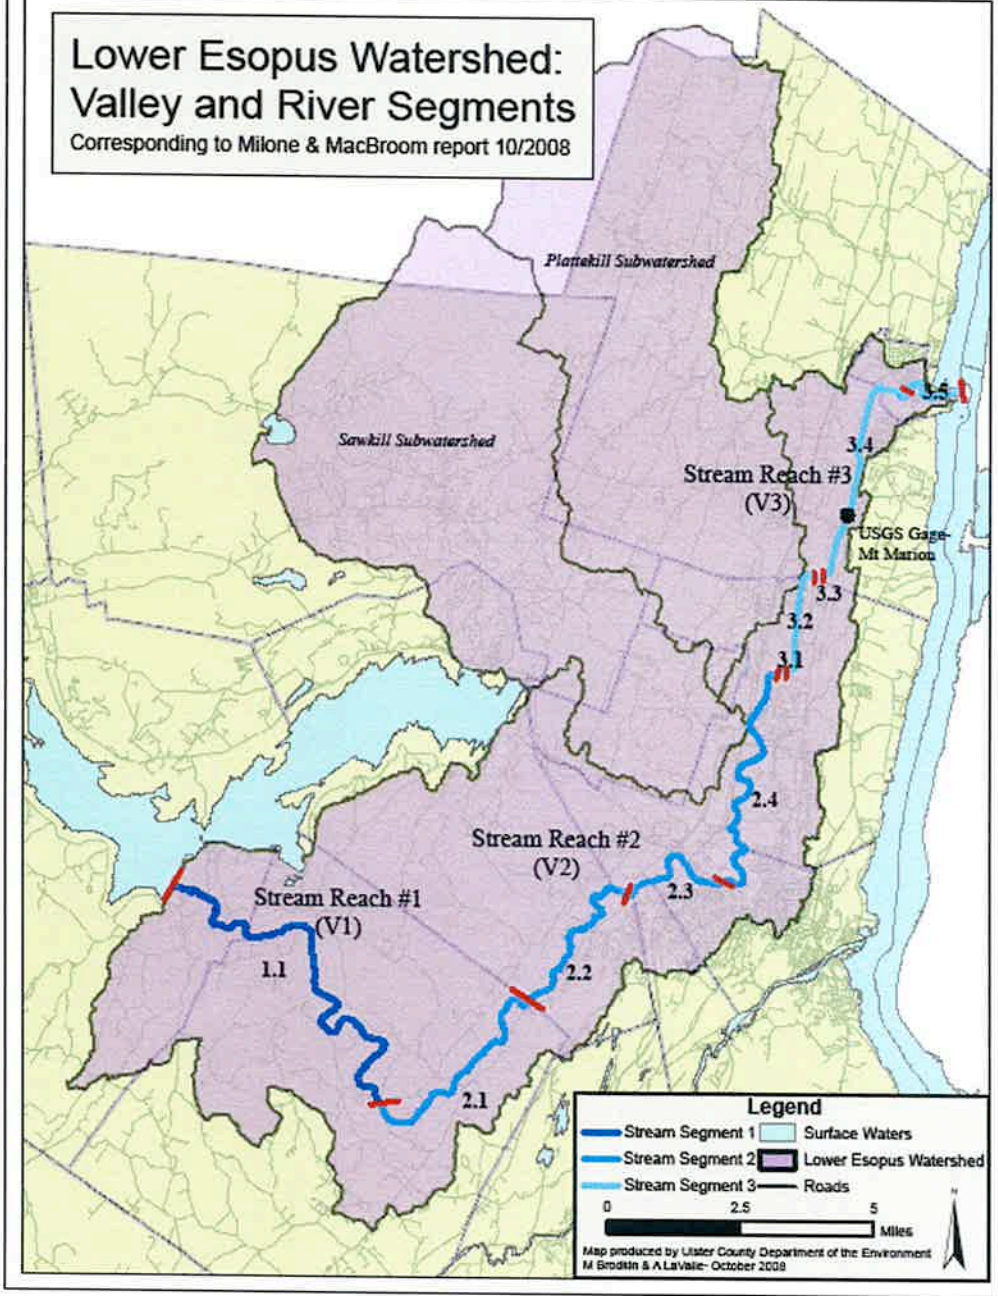 Lower Esopus Watershed:
Valley and River Segments
Corresponding to Milone & MacBroom report 10/2008
Plattekill Subwatershed
Sawkill Subwatershed
3.5
3.4
Stream Reach #3
(V3)
USGS Gage-
Mt Marion
3.3
3.2
3.1
2.4
Stream Reach #2
(V2)
2.3
Stream Reach #1
(V1)
1.1
2.2
2.1
Legend
Stream Segment 1
Surface Waters
Stream Segment 2
Lower Esopus Watershed
Stream Segment 3
Roads
0 2.5 5
Miles
N
Map produced by Ulster County Department of the Environment
M Brodkin & A LaValle- October 2008